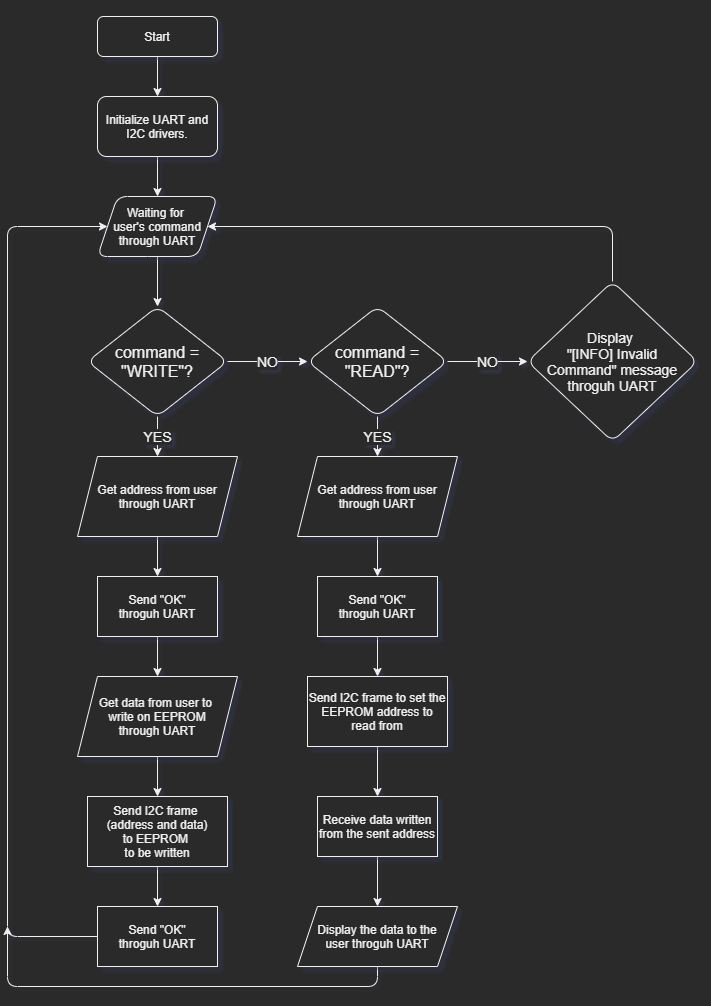 Start
Initialize UART and
I2C drivers.
Waiting for
user's command
through UART
command =
"WRITE"?
NO
command =
"READ"?
NO
Display
"[INFO] Invalid
Command" message
throguh UART
YES
YES
Get address from user
through UART
Get address from user
through UART
Send "OK"
throguh UART
Send "OK"
throguh UART
Get data from user to
write on EEPROM
through UART
Send I2C frame to set the
EEPROM address to
read from
Send I2C frame
(address and data)
to EEPROM
to be written
Receive data written
from the sent address
Send "OK"
throguh UART
Display the data to the
user throguh UART